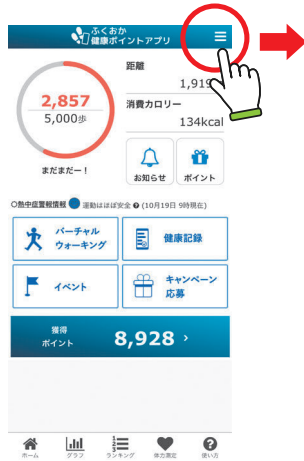 ふくおか
健康ポイントアプリ
距離
1,919
2,857
5,000歩
まだまだー！
消費カロリー
134kcal
お知らせ
ポイント
○熱中症警報情報 運動はほぼ安全 (10月19日 9時現在)
バーチャル
ウォーキング
健康記録
イベント
キャンペーン
応募
獲得
ポイント
8,928
ホーム
グラフ
ランキング
体力測定
使い方